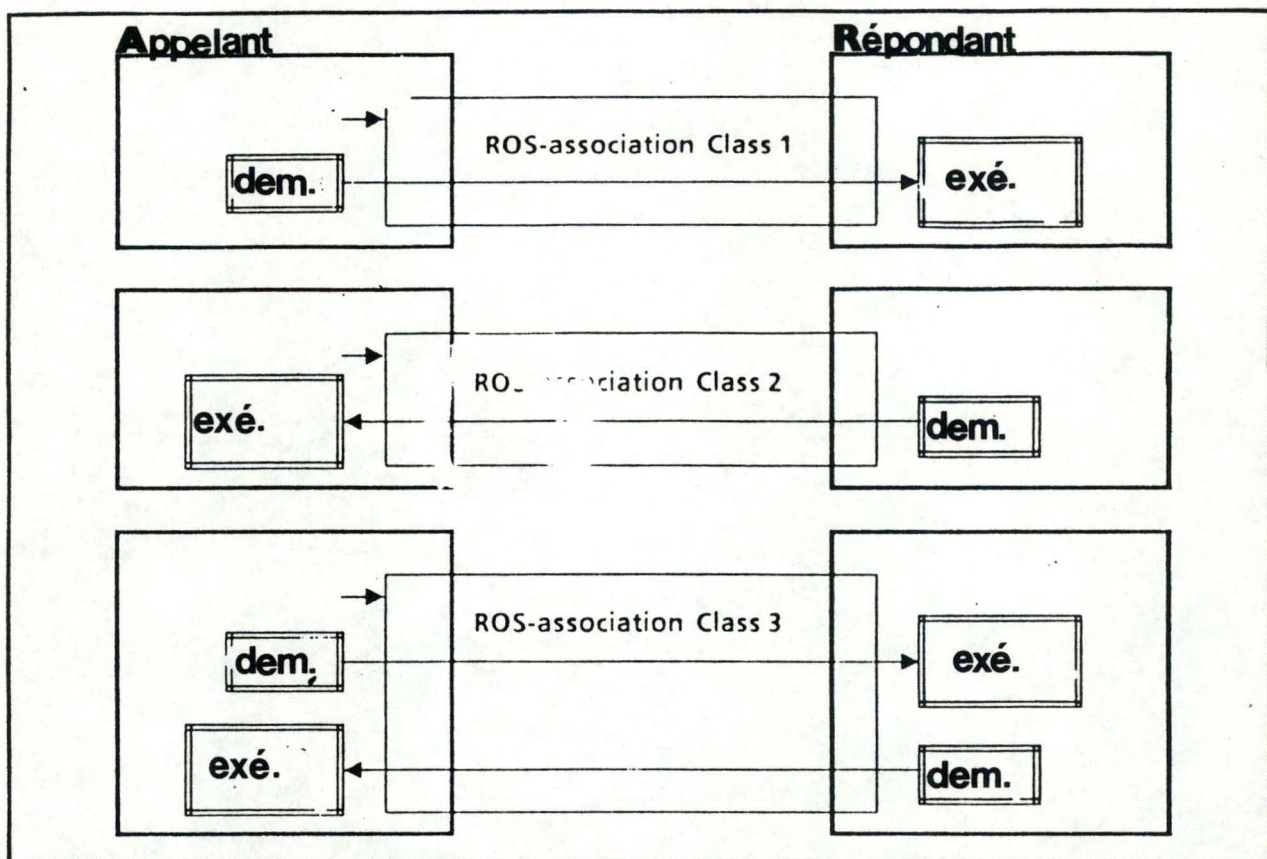 Appelant Répondant
ROS-association Class 1
dem. exé.
ciation Class 2
exé. dem.
ROS-association Class 3
dem. exé.
exé. dem.